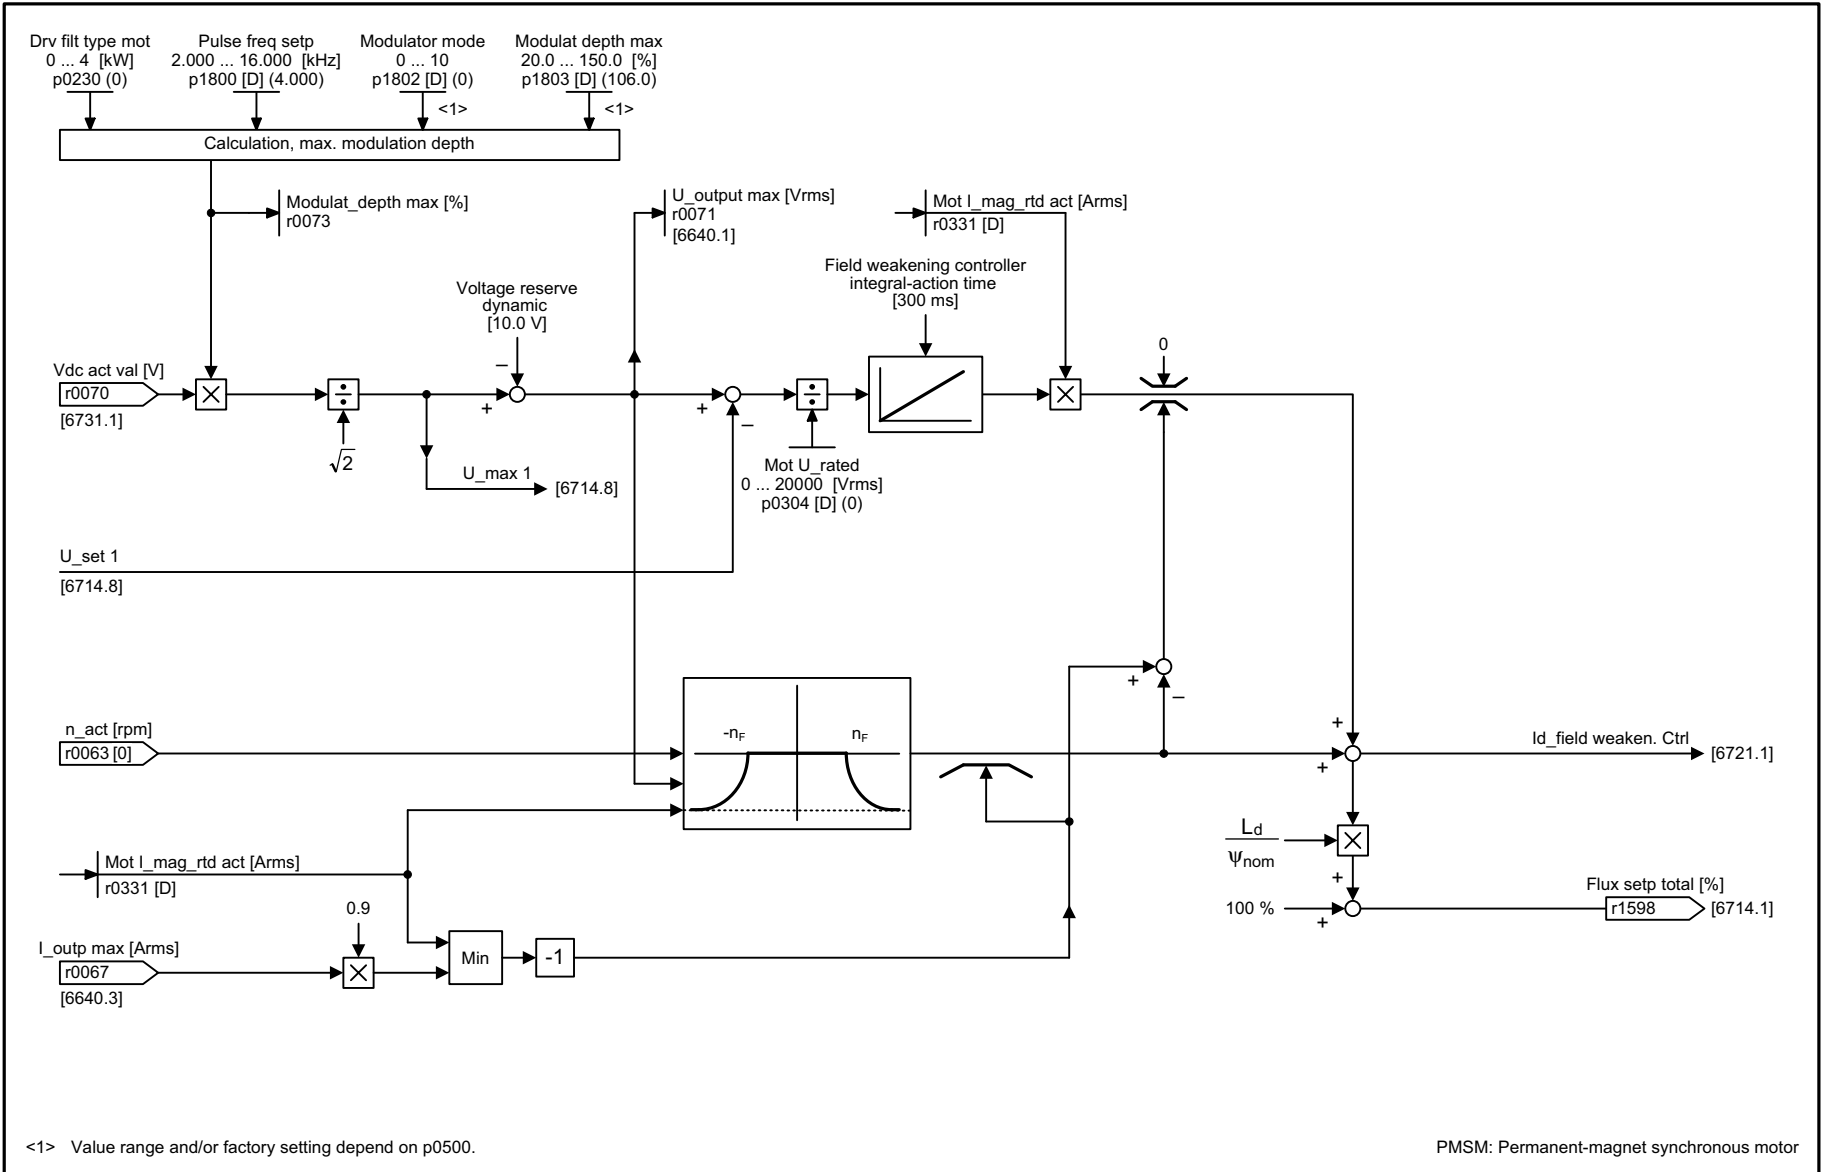 Drv filt type mot
0 ... 4 [kW]
p0230 (0)
Pulse freq setp
2.000 ... 16.000 [kHz]
p1800 [D] (4.000)
Modulator mode
0 ... 10
p1802 [D] (0)
<1>
Modulat depth max
20.0 ... 150.0 [%]
p1803 [D] (106.0)
<1>
Calculation, max. modulation depth
Modulat_depth max [%]
r0073
U_output max [Vrms]
r0071
[6640.1]
Mot I_mag_rtd act [Arms]
r0331 [D]
Field weakening controller
integral-action time
[300 ms]
Voltage reserve
dynamic
[10.0 V]
0
Vdc act val [V]
r0070
[6731.1]
×
÷
√2
+
–
U_max 1
[6714.8]
+
–
÷
Mot U_rated
0 ... 20000 [Vrms]
p0304 [D] (0)
×
U_set 1
[6714.8]
+
–
n_act [rpm]
r0063 [0]
-nF
nF
+
+
Id_field weaken. Ctrl
[6721.1]
Ld
ψnom
×
Mot I_mag_rtd act [Arms]
r0331 [D]
0.9
I_outp max [Arms]
r0067
[6640.3]
×
Min
-1
+
100 %
+
Flux setp total [%]
r1598
[6714.1]
<1> Value range and/or factory setting depend on p0500.
PMSM: Permanent-magnet synchronous motor